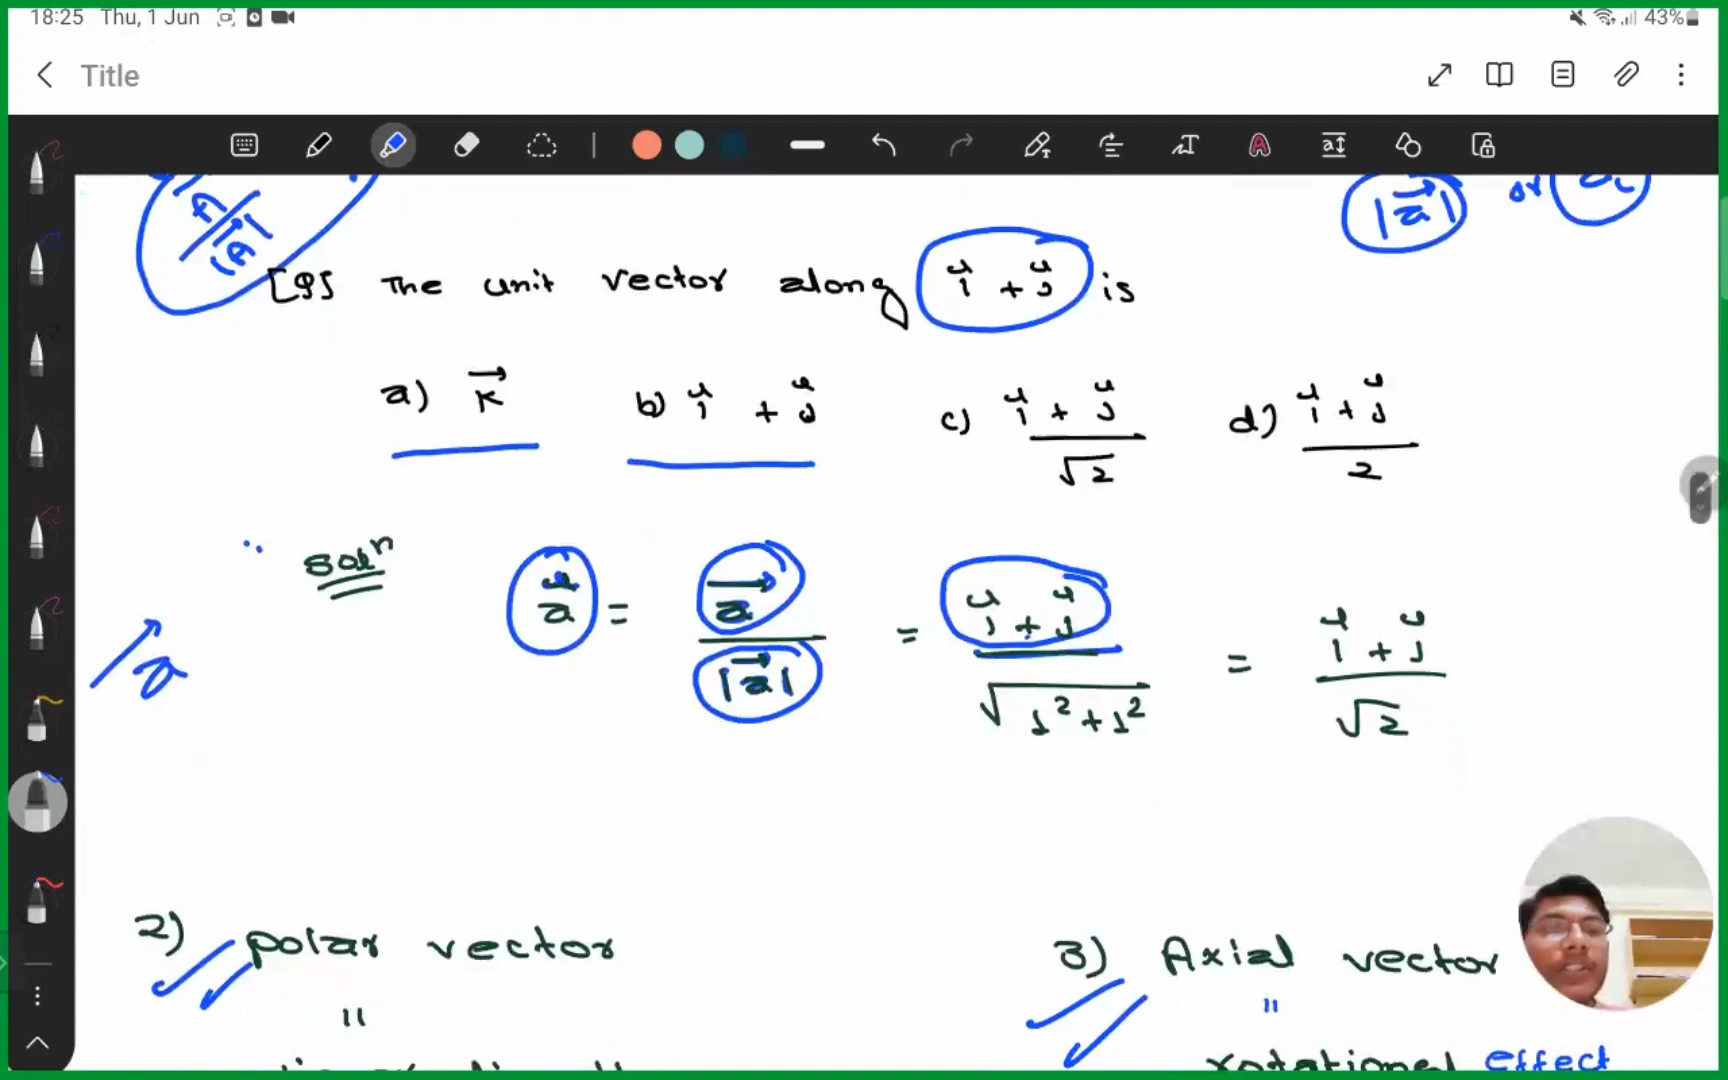 18:25 Thu, 1 Jun 43%
Title
|a⃗| or
A⃗/|A⃗|
[Q] The unit vector along î + ĵ is
a) k⃗ b) î + ĵ c) (î + ĵ)/√2 d) (î + ĵ)/2
Solⁿ â = a⃗/|a⃗| = (î + ĵ)/√(1² + 1²) = (î + ĵ)/√2
a
2) polar vector 3) Axial vector
" "
rotational effect